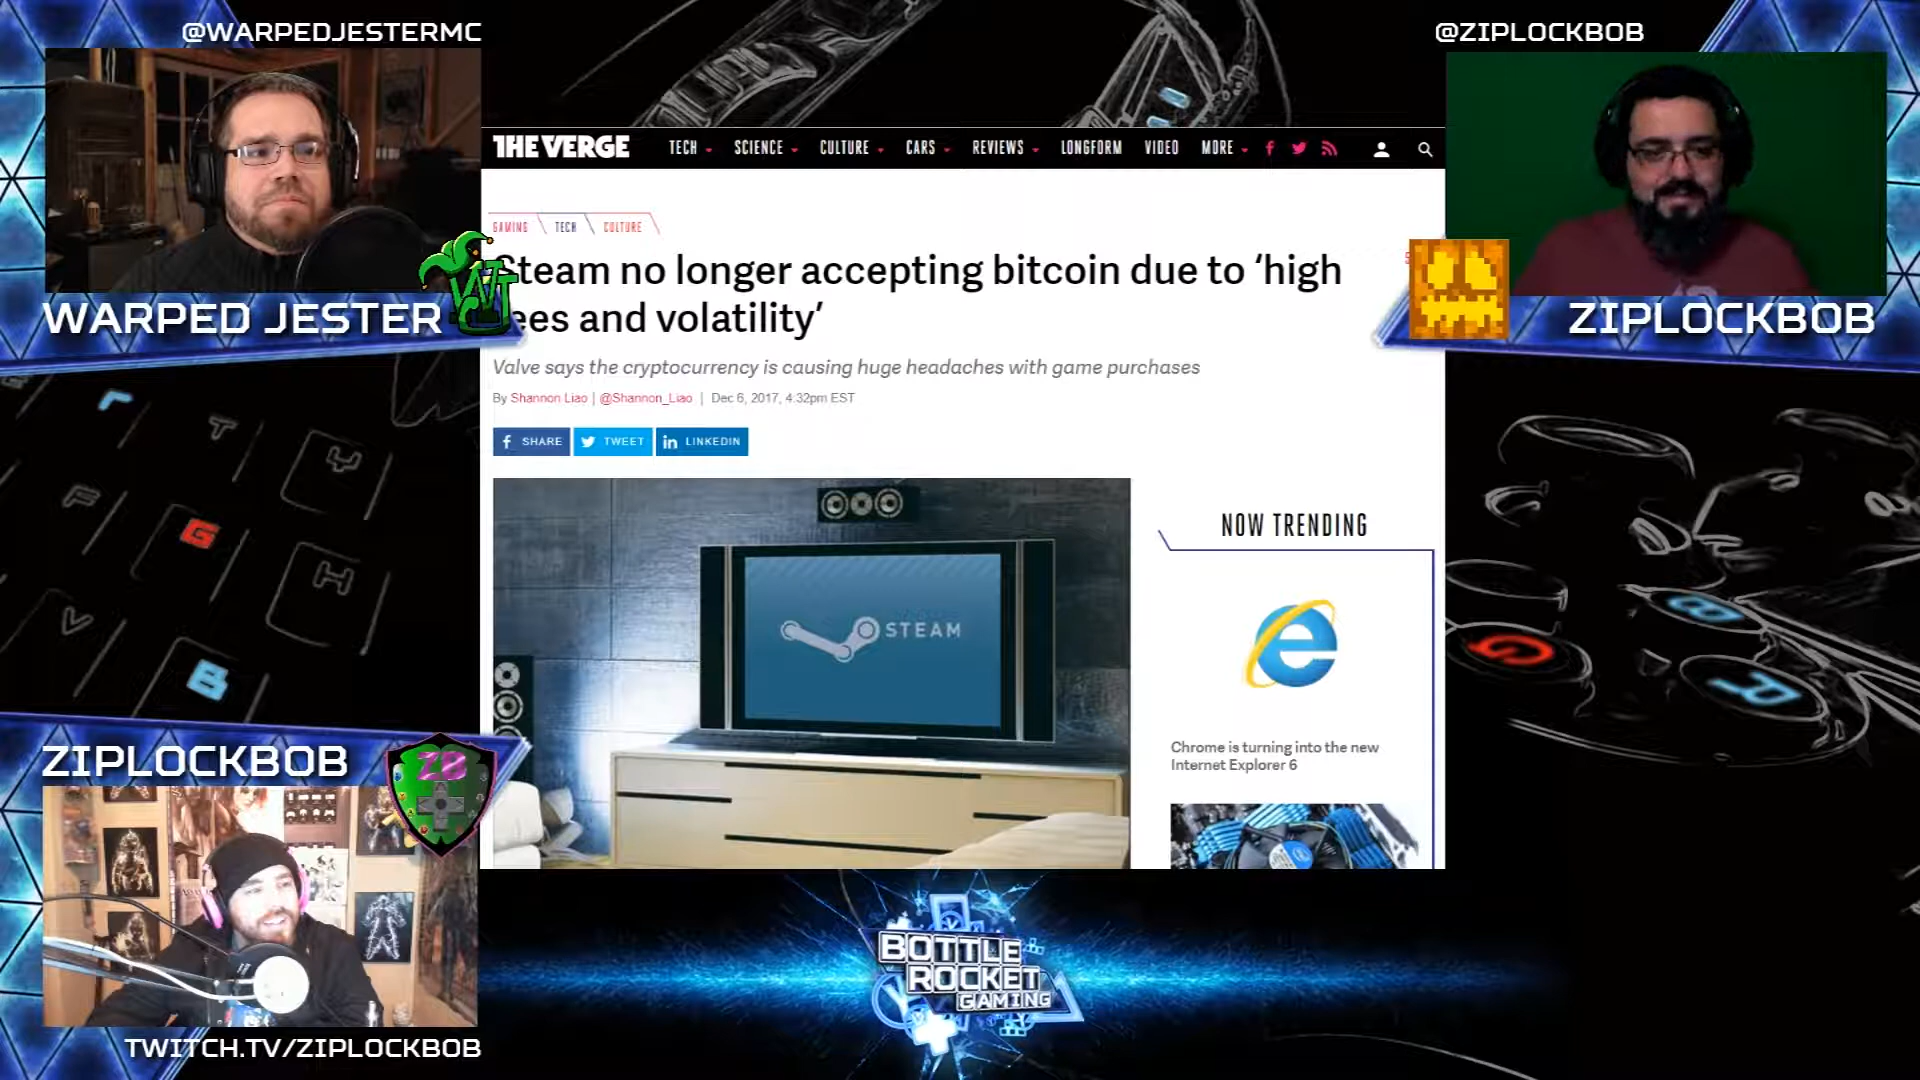 @WARPEDJESTERMC
@ZIPLOCKBOB
THE VERGE
TECH SCIENCE CULTURE CARS REVIEWS LONGFORM VIDEO MORE
GAMING TECH CULTURE
Steam no longer accepting bitcoin due to ‘high
ees and volatility’
Valve says the cryptocurrency is causing huge headaches with game purchases
By Shannon Liao | @Shannon_Liao | Dec 6, 2017, 4:32pm EST
SHARE TWEET LINKEDIN
WARPED JESTER
WJ
ZIPLOCKBOB
NOW TRENDING
STEAM
Chrome is turning into the new
Internet Explorer 6
R T Y
F G H
V B
G B R
ZIPLOCKBOB
ZB
TWITCH.TV/ZIPLOCKBOB
BOTTLE
ROCKET
GAMING